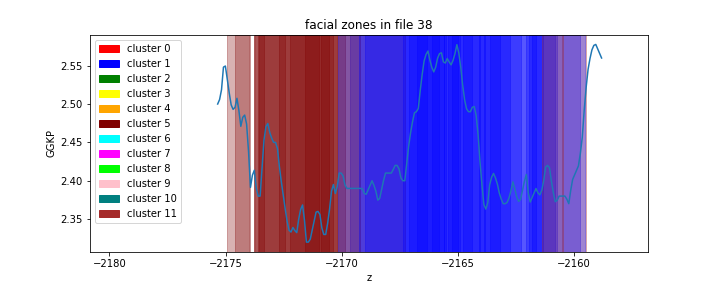 facial zones in file 38
cluster 0
cluster 1
cluster 2
cluster 3
cluster 4
cluster 5
cluster 6
cluster 7
cluster 8
cluster 9
cluster 10
cluster 11
2.55
2.50
2.45
2.40
2.35
GGKP
−2180
−2175
−2170
−2165
−2160
z